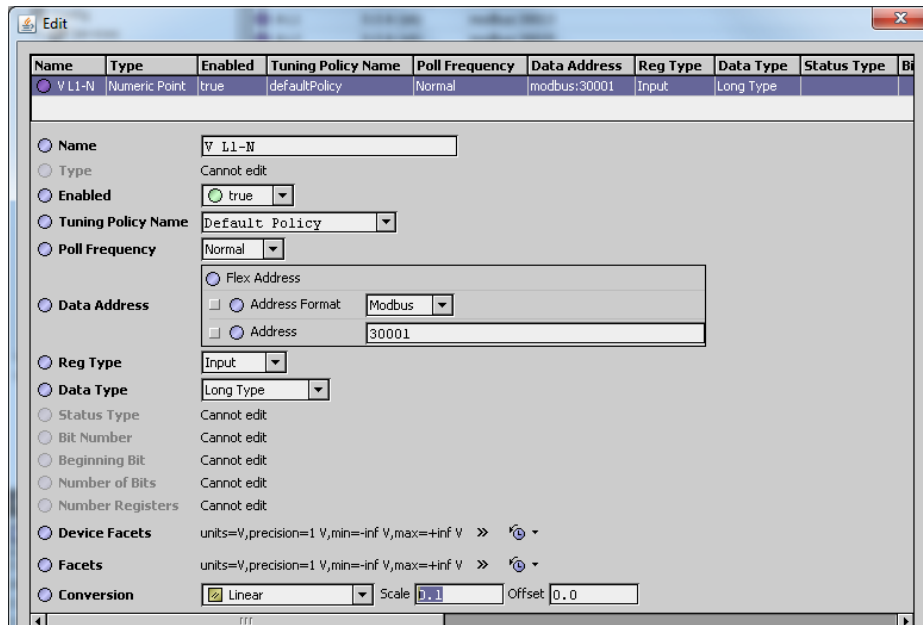 Edit
Name Type Enabled Tuning Policy Name Poll Frequency Data Address Reg Type Data Type Status Type Bi
V L1-N Numeric Point true defaultPolicy Normal modbus:30001 Input Long Type
Name V L1-N
Type Cannot edit
Enabled true
Tuning Policy Name Default Policy
Poll Frequency Normal
Flex Address
Data Address Address Format Modbus
Address 30001
Reg Type Input
Data Type Long Type
Status Type Cannot edit
Bit Number Cannot edit
Beginning Bit Cannot edit
Number of Bits Cannot edit
Number Registers Cannot edit
Device Facets units=V,precision=1 V,min=-inf V,max=+inf V »
Facets units=V,precision=1 V,min=-inf V,max=+inf V »
Conversion Linear Scale 0.1 Offset 0.0